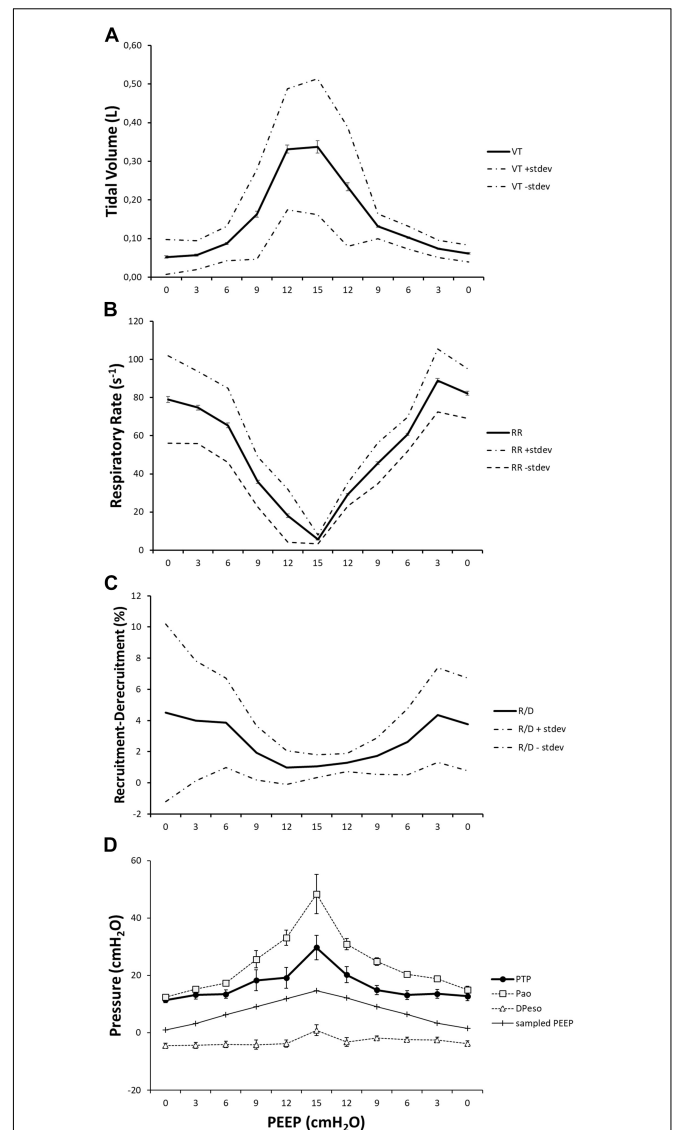 A
Tidal Volume (L)
0,60
0,50
0,40
0,30
0,20
0,10
0,00
0 3 6 9 12 15 12 9 6 3 0
VT
VT +stdev
VT -stdev
B
Respiratory Rate (s-1)
120
100
80
60
40
20
0
0 3 6 9 12 15 12 9 6 3 0
RR
RR +stdev
RR -stdev
C
Recruitment-Derecruitment (%)
12
10
8
6
4
2
0
-2
0 3 6 9 12 15 12 9 6 3 0
R/D
R/D + stdev
R/D - stdev
D
Pressure (cmH2O)
60
40
20
0
-20
0 3 6 9 12 15 12 9 6 3 0
PTP
Pao
DPeso
sampled PEEP
PEEP (cmH2O)